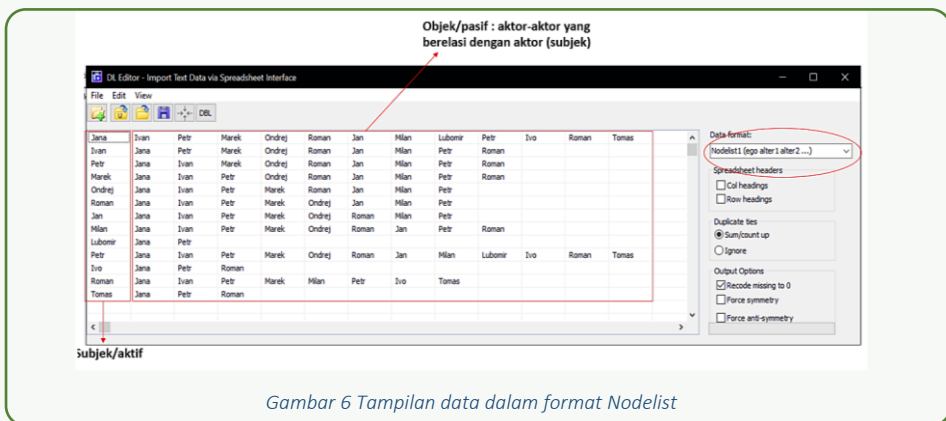 Objek/pasif : aktor-aktor yang
berelasi dengan aktor (subjek)
DL Editor - Import Text Data via Spreadsheet Interface
File Edit View
DBL
Jana Ivan Petr Marek Ondrej Roman Jan Milan Lubomir Petr Ivo Roman Tomas
Ivan Jana Petr Marek Ondrej Roman Jan Milan Petr Roman
Petr Jana Ivan Marek Ondrej Roman Jan Milan Petr Roman
Marek Jana Ivan Petr Ondrej Roman Jan Milan Petr Roman
Ondrej Jana Ivan Petr Marek Roman Jan Milan Petr
Roman Jana Ivan Petr Marek Ondrej Jan Milan Petr
Jan Jana Ivan Petr Marek Ondrej Roman Milan Petr
Milan Jana Ivan Petr Marek Ondrej Roman Jan Petr Roman
Lubomir Jana Petr
Petr Jana Ivan Petr Marek Ondrej Roman Jan Milan Lubomir Ivo Roman Tomas
Ivo Jana Petr Roman
Roman Jana Ivan Petr Marek Milan Petr Ivo Tomas
Tomas Jana Petr Roman
Data format:
Nodelist1 (ego alter1 alter2 ...)
Spreadsheet headers
Col headings
Row headings
Duplicate ties
Sum/count up
Ignore
Output Options
Recode missing to 0
Force symmetry
Force anti-symmetry
Subjek/aktif
Gambar 6 Tampilan data dalam format Nodelist